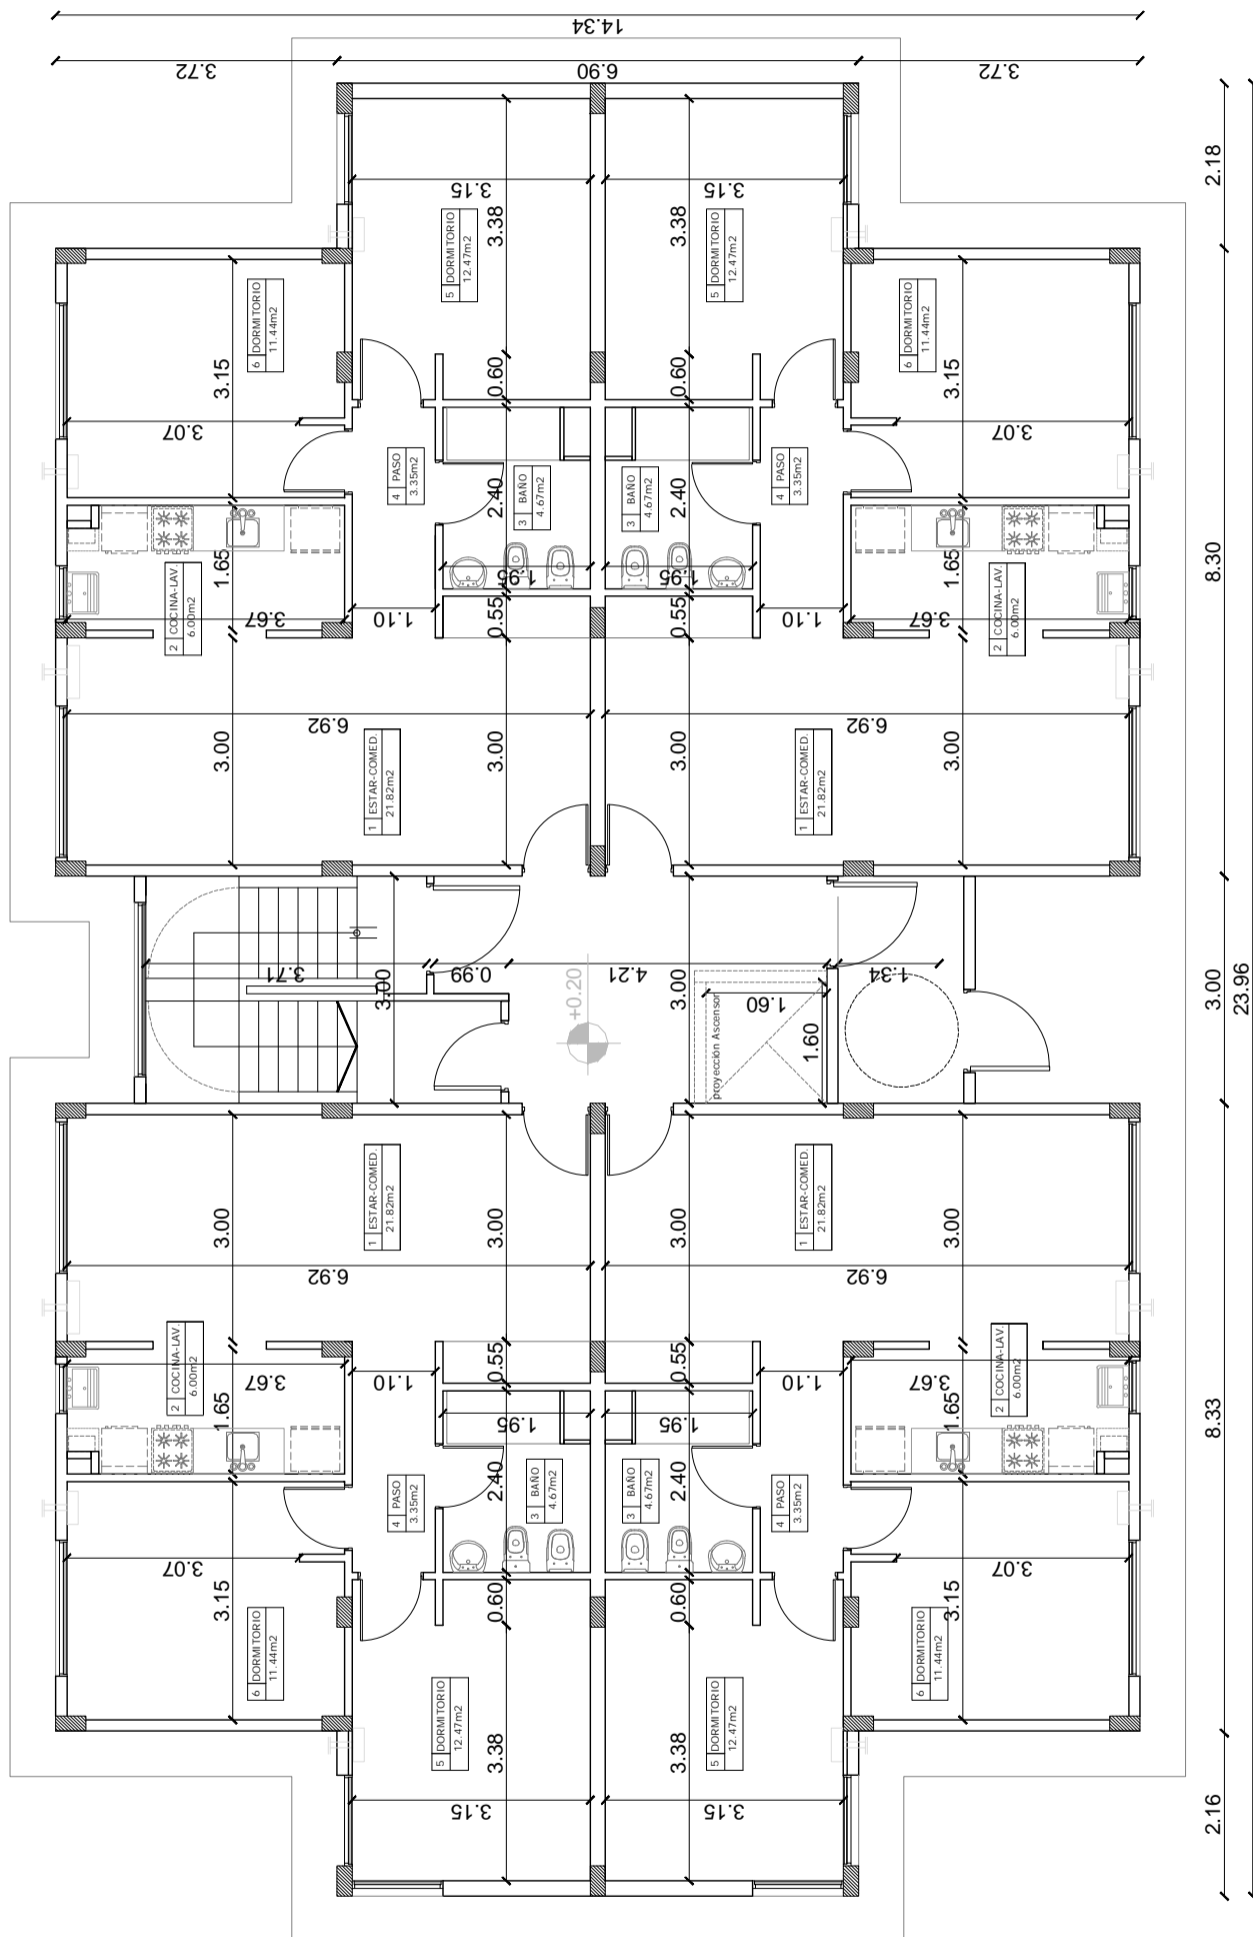 14.34
3.72
6.90
3.72
2.18
3.15
3.15
3.38
3.38
5 DORMITORIO
12.47m2
5 DORMITORIO
12.47m2
6 DORMITORIO
11.44m2
6 DORMITORIO
11.44m2
3.15
0.60
0.60
3.15
3.07
3.07
4 PASO
3.35m2
3 BAÑO
4.67m2
3 BAÑO
4.67m2
4 PASO
3.35m2
2.40
2.40
8.30
1.65
1.95
1.95
1.65
2 COCINA-LAV.
6.00m2
2 COCINA-LAV.
6.00m2
3.67
1.10
0.55
0.55
1.10
3.67
6.92
6.92
3.00
3.00
3.00
3.00
1 ESTAR-COMED.
21.82m2
1 ESTAR-COMED.
21.82m2
3.71
3.00
0.99
+0.20
4.21
3.00
1.60
1.34
proyección Ascensor
1.60
3.00
23.96
1 ESTAR-COMED.
21.82m2
1 ESTAR-COMED.
21.82m2
3.00
3.00
3.00
3.00
6.92
6.92
2 COCINA-LAV.
6.00m2
2 COCINA-LAV.
6.00m2
3.67
1.10
0.55
0.55
1.10
3.67
1.65
1.95
1.95
1.65
8.33
2.40
2.40
4 PASO
3.35m2
3 BAÑO
4.67m2
3 BAÑO
4.67m2
4 PASO
3.35m2
3.07
3.07
3.15
0.60
0.60
3.15
6 DORMITORIO
11.44m2
6 DORMITORIO
11.44m2
5 DORMITORIO
12.47m2
5 DORMITORIO
12.47m2
3.38
3.38
3.15
3.15
2.16